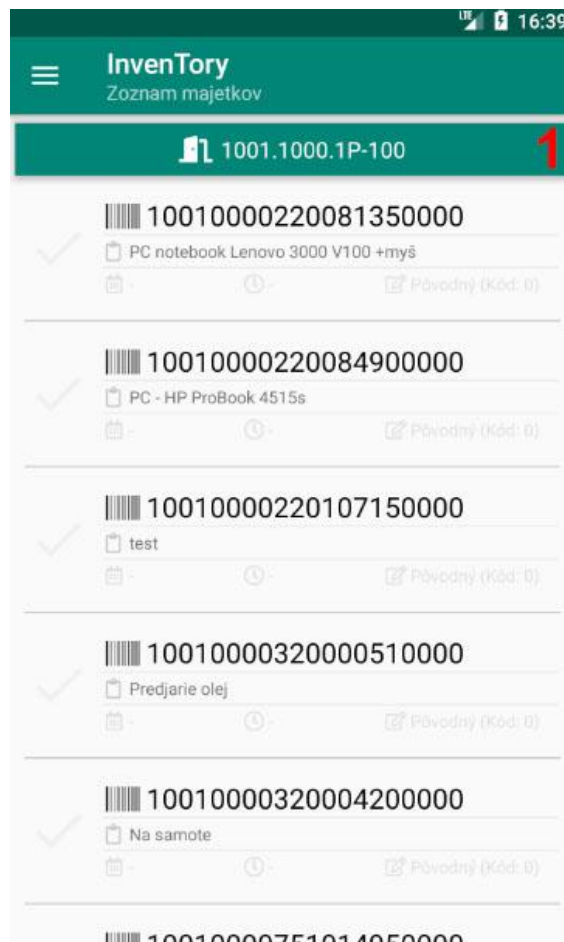 LTE 16:39
InvenTory
Zoznam majetkov
1001.1000.1P-100 1
10010000220081350000
PC notebook Lenovo 3000 V100 +myš
- - Pôvodný (Kód: 0)
10010000220084900000
PC - HP ProBook 4515s
- - Pôvodný (Kód: 0)
10010000220107150000
test
- - Pôvodný (Kód: 0)
10010000320000510000
Predjarie olej
- - Pôvodný (Kód: 0)
10010000320004200000
Na samote
- - Pôvodný (Kód: 0)